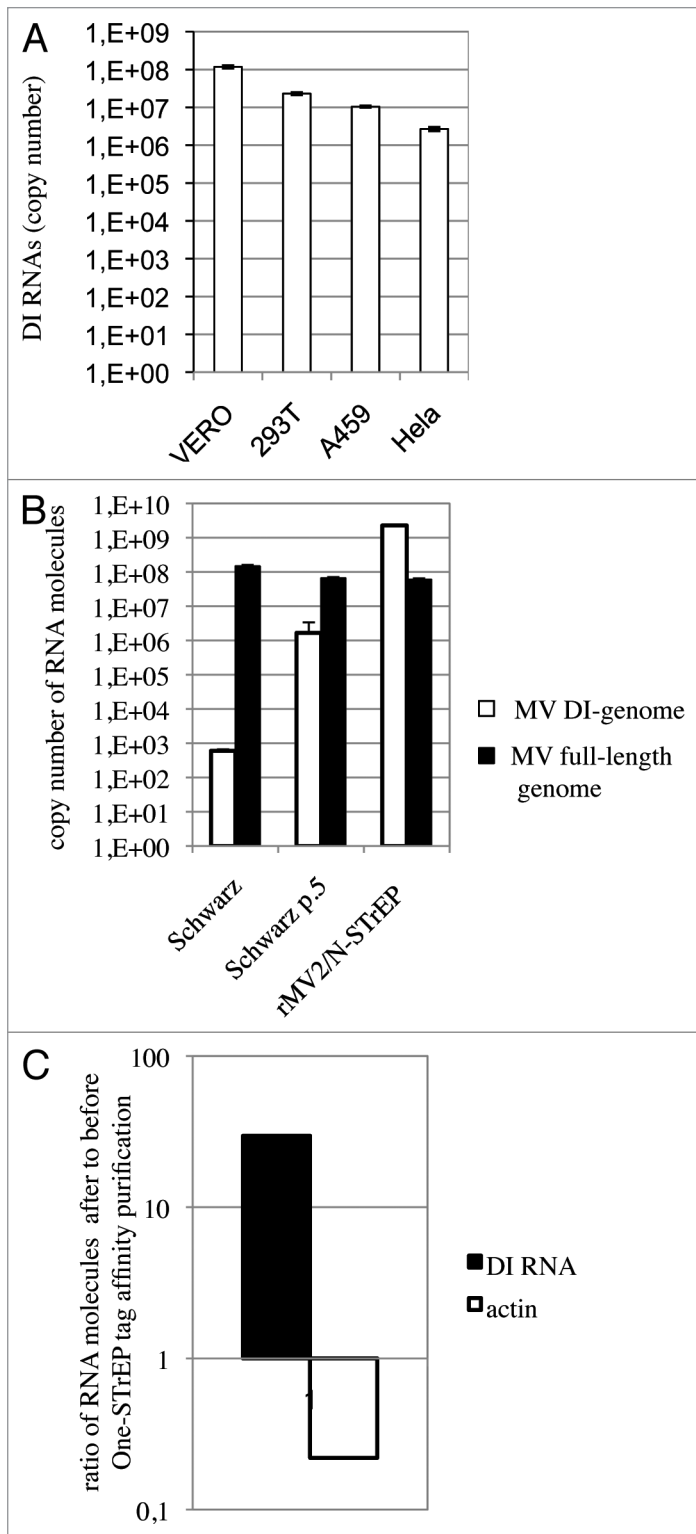 A
DI RNAs (copy number)
1,E+09
1,E+08
1,E+07
1,E+06
1,E+05
1,E+04
1,E+03
1,E+02
1,E+01
1,E+00
VERO
293T
A459
Hela
B
copy number of RNA molecules
1,E+10
1,E+09
1,E+08
1,E+07
1,E+06
1,E+05
1,E+04
1,E+03
1,E+02
1,E+01
1,E+00
Schwarz
Schwarz p.5
rMV2/N-STrEP
MV DI-genome
MV full-length
genome
C
ratio of RNA molecules after to before
One-STrEP tag affinity purification
100
10
1
0,1
DI RNA
actin